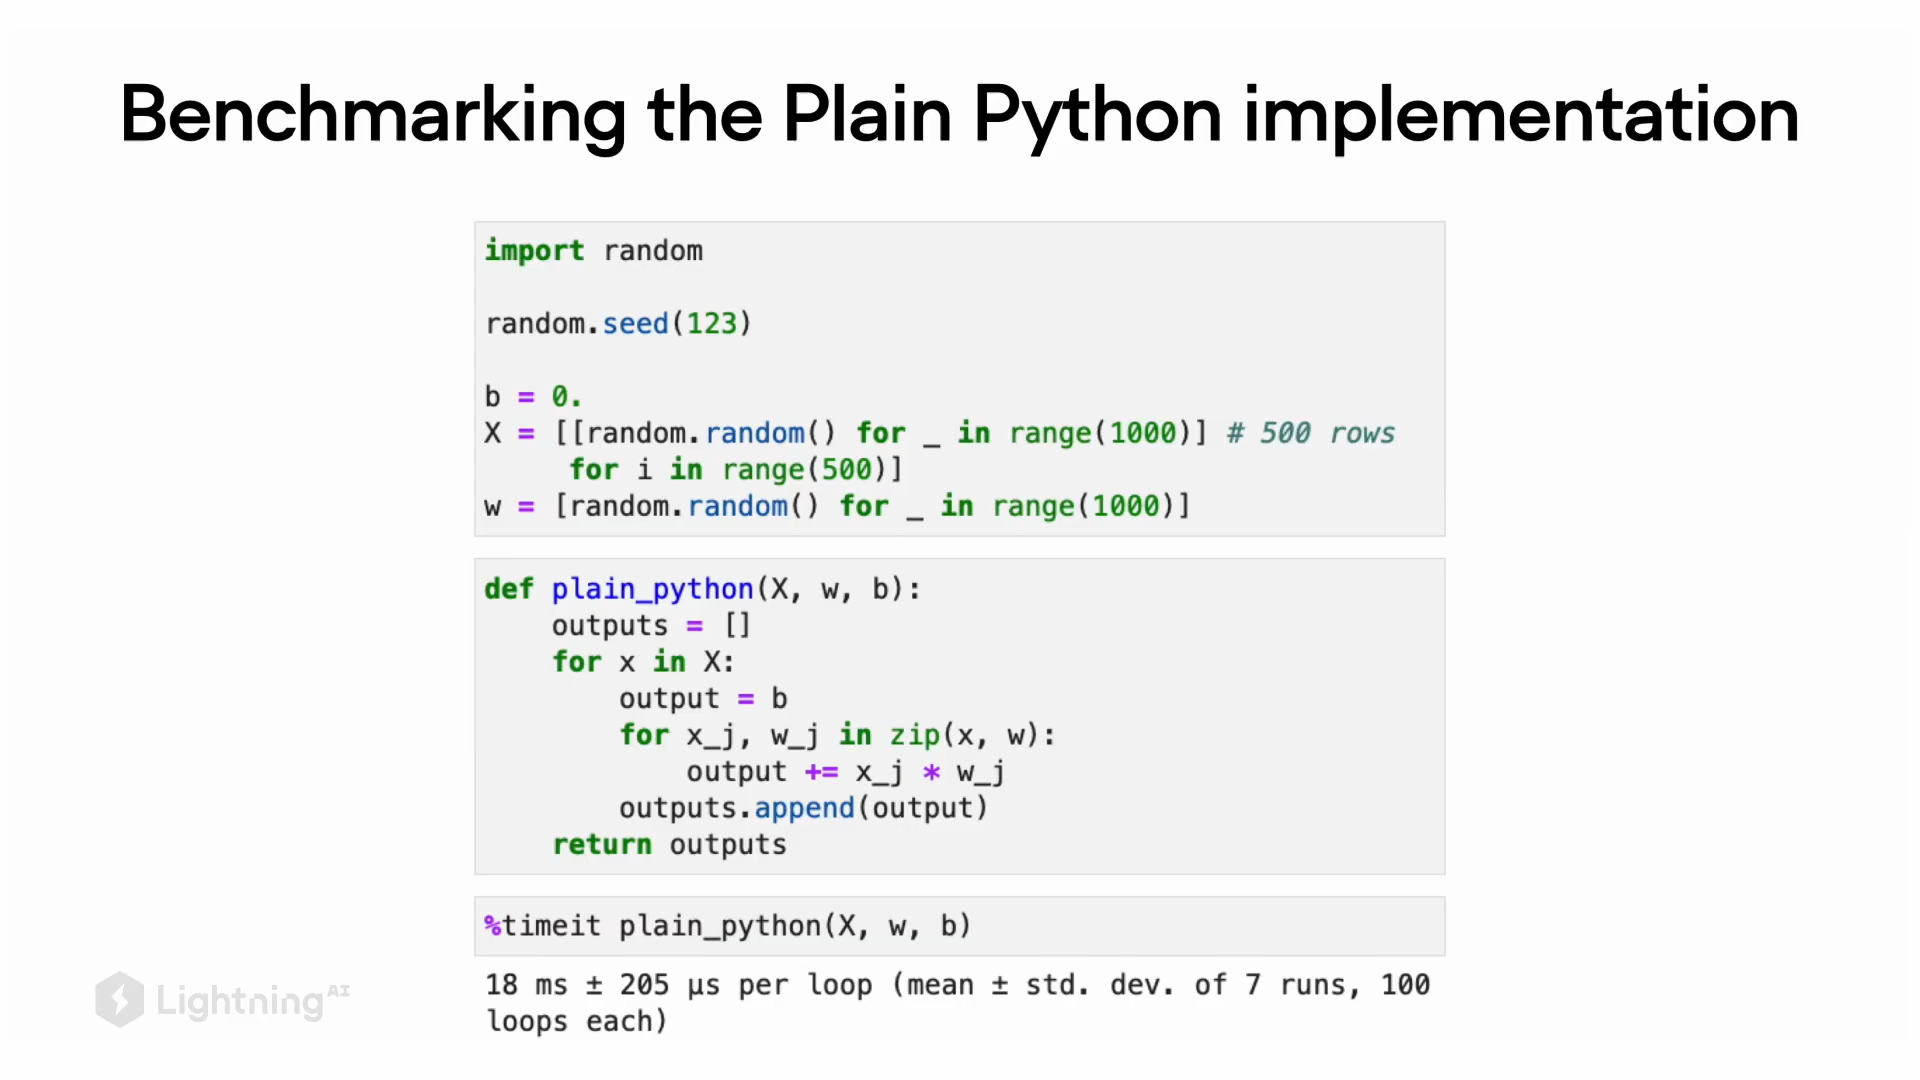 Benchmarking the Plain Python implementation
import random
random.seed(123)
b = 0.
X = [[random.random() for _ in range(1000)] # 500 rows
     for i in range(500)]
w = [random.random() for _ in range(1000)]
def plain_python(X, w, b):
    outputs = []
    for x in X:
        output = b
        for x_j, w_j in zip(x, w):
            output += x_j * w_j
        outputs.append(output)
    return outputs
%timeit plain_python(X, w, b)
18 ms ± 205 µs per loop (mean ± std. dev. of 7 runs, 100
loops each)
Lightning AI